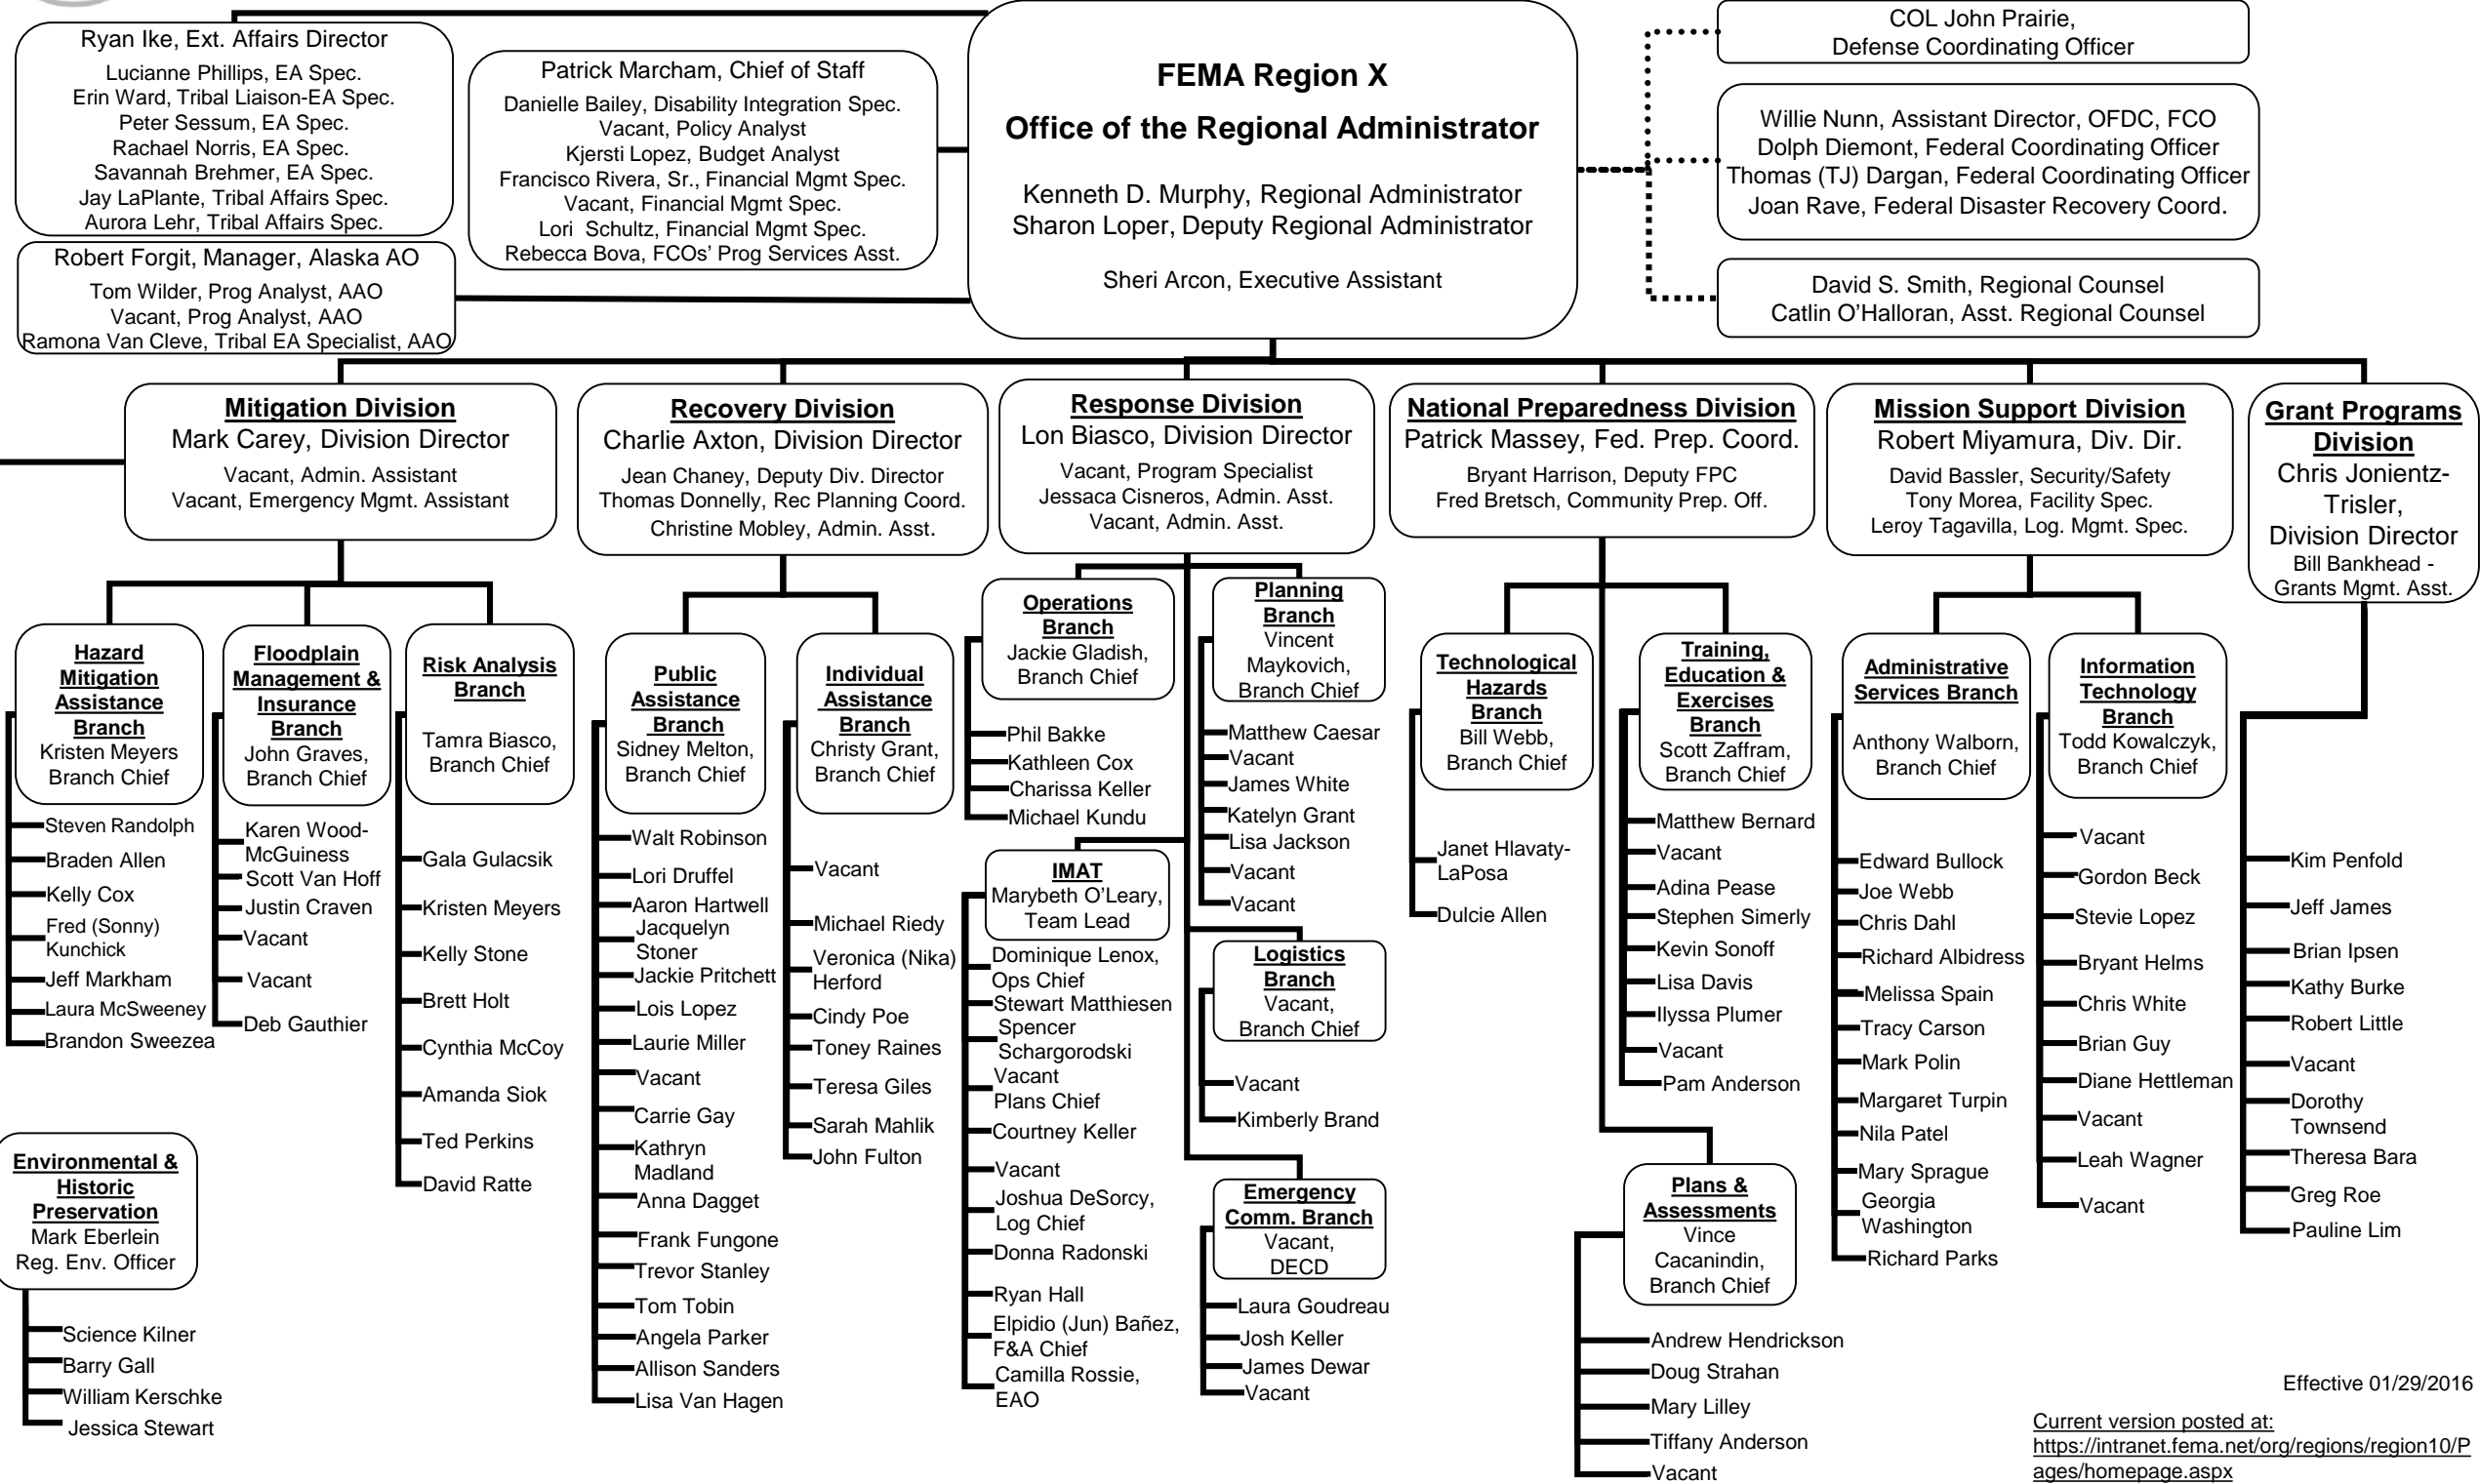 Ryan Ike, Ext. Affairs Director
Lucianne Phillips, EA Spec.
Erin Ward, Tribal Liaison-EA Spec.
Peter Sessum, EA Spec.
Rachael Norris, EA Spec.
Savannah Brehmer, EA Spec.
Jay LaPlante, Tribal Affairs Spec.
Aurora Lehr, Tribal Affairs Spec.
Robert Forgit, Manager, Alaska AO
Tom Wilder, Prog Analyst, AAO
Vacant, Prog Analyst, AAO
Ramona Van Cleve, Tribal EA Specialist, AAO
Patrick Marcham, Chief of Staff
Danielle Bailey, Disability Integration Spec.
Vacant, Policy Analyst
Kjersti Lopez, Budget Analyst
Francisco Rivera, Sr., Financial Mgmt Spec.
Vacant, Financial Mgmt Spec.
Lori Schultz, Financial Mgmt Spec.
Rebecca Bova, FCOs' Prog Services Asst.
FEMA Region X
Office of the Regional Administrator
Kenneth D. Murphy, Regional Administrator
Sharon Loper, Deputy Regional Administrator
Sheri Arcon, Executive Assistant
COL John Prairie,
Defense Coordinating Officer
Willie Nunn, Assistant Director, OFDC, FCO
Dolph Diemont, Federal Coordinating Officer
Thomas (TJ) Dargan, Federal Coordinating Officer
Joan Rave, Federal Disaster Recovery Coord.
David S. Smith, Regional Counsel
Catlin O'Halloran, Asst. Regional Counsel
Mitigation Division
Mark Carey, Division Director
Vacant, Admin. Assistant
Vacant, Emergency Mgmt. Assistant
Recovery Division
Charlie Axton, Division Director
Jean Chaney, Deputy Div. Director
Thomas Donnelly, Rec Planning Coord.
Christine Mobley, Admin. Asst.
Response Division
Lon Biasco, Division Director
Vacant, Program Specialist
Jessaca Cisneros, Admin. Asst.
Vacant, Admin. Asst.
National Preparedness Division
Patrick Massey, Fed. Prep. Coord.
Bryant Harrison, Deputy FPC
Fred Bretsch, Community Prep. Off.
Mission Support Division
Robert Miyamura, Div. Dir.
David Bassler, Security/Safety
Tony Morea, Facility Spec.
Leroy Tagavilla, Log. Mgmt. Spec.
Grant Programs
Division
Chris Jonientz-
Trisler,
Division Director
Bill Bankhead -
Grants Mgmt. Asst.
Hazard
Mitigation
Assistance
Branch
Kristen Meyers
Branch Chief
Steven Randolph
Braden Allen
Kelly Cox
Fred (Sonny)
Kunchick
Jeff Markham
Laura McSweeney
Brandon Sweezea
Environmental &
Historic
Preservation
Mark Eberlein
Reg. Env. Officer
Science Kilner
Barry Gall
William Kerschke
Jessica Stewart
Floodplain
Management &
Insurance
Branch
John Graves,
Branch Chief
Karen Wood-
McGuiness
Scott Van Hoff
Justin Craven
Vacant
Vacant
Deb Gauthier
Risk Analysis
Branch
Tamra Biasco,
Branch Chief
Gala Gulacsik
Kristen Meyers
Kelly Stone
Brett Holt
Cynthia McCoy
Amanda Siok
Ted Perkins
David Ratte
Public
Assistance
Branch
Sidney Melton,
Branch Chief
Walt Robinson
Lori Druffel
Aaron Hartwell
Jacquelyn
Stoner
Jackie Pritchett
Lois Lopez
Laurie Miller
Vacant
Carrie Gay
Kathryn
Madland
Anna Dagget
Frank Fungone
Trevor Stanley
Tom Tobin
Angela Parker
Allison Sanders
Lisa Van Hagen
Individual
Assistance
Branch
Christy Grant,
Branch Chief
Vacant
Michael Riedy
Veronica (Nika)
Herford
Cindy Poe
Toney Raines
Teresa Giles
Sarah Mahlik
John Fulton
Operations
Branch
Jackie Gladish,
Branch Chief
Phil Bakke
Kathleen Cox
Charissa Keller
Michael Kundu
IMAT
Marybeth O'Leary,
Team Lead
Dominique Lenox,
Ops Chief
Stewart Matthiesen
Spencer
Schargorodski
Vacant
Plans Chief
Courtney Keller
Vacant
Joshua DeSorcy,
Log Chief
Donna Radonski
Ryan Hall
Elpidio (Jun) Bañez,
F&A Chief
Camilla Rossie,
EAO
Planning
Branch
Vincent
Maykovich,
Branch Chief
Matthew Caesar
Vacant
James White
Katelyn Grant
Lisa Jackson
Vacant
Vacant
Logistics
Branch
Vacant,
Branch Chief
Vacant
Kimberly Brand
Emergency
Comm. Branch
Vacant,
DECD
Laura Goudreau
Josh Keller
James Dewar
Vacant
Technological
Hazards
Branch
Bill Webb,
Branch Chief
Janet Hlavaty-
LaPosa
Dulcie Allen
Training,
Education &
Exercises
Branch
Scott Zaffram,
Branch Chief
Matthew Bernard
Vacant
Adina Pease
Stephen Simerly
Kevin Sonoff
Lisa Davis
Ilyssa Plumer
Vacant
Pam Anderson
Plans &
Assessments
Vince
Cacanindin,
Branch Chief
Andrew Hendrickson
Doug Strahan
Mary Lilley
Tiffany Anderson
Vacant
Administrative
Services Branch
Anthony Walborn,
Branch Chief
Edward Bullock
Joe Webb
Chris Dahl
Richard Albidress
Melissa Spain
Tracy Carson
Mark Polin
Margaret Turpin
Nila Patel
Mary Sprague
Georgia
Washington
Richard Parks
Information
Technology
Branch
Todd Kowalczyk,
Branch Chief
Vacant
Gordon Beck
Stevie Lopez
Bryant Helms
Chris White
Brian Guy
Diane Hettleman
Vacant
Leah Wagner
Vacant
Kim Penfold
Jeff James
Brian Ipsen
Kathy Burke
Robert Little
Vacant
Dorothy
Townsend
Theresa Bara
Greg Roe
Pauline Lim
Effective 01/29/2016
Current version posted at:
https://intranet.fema.net/org/regions/region10/P
ages/homepage.aspx